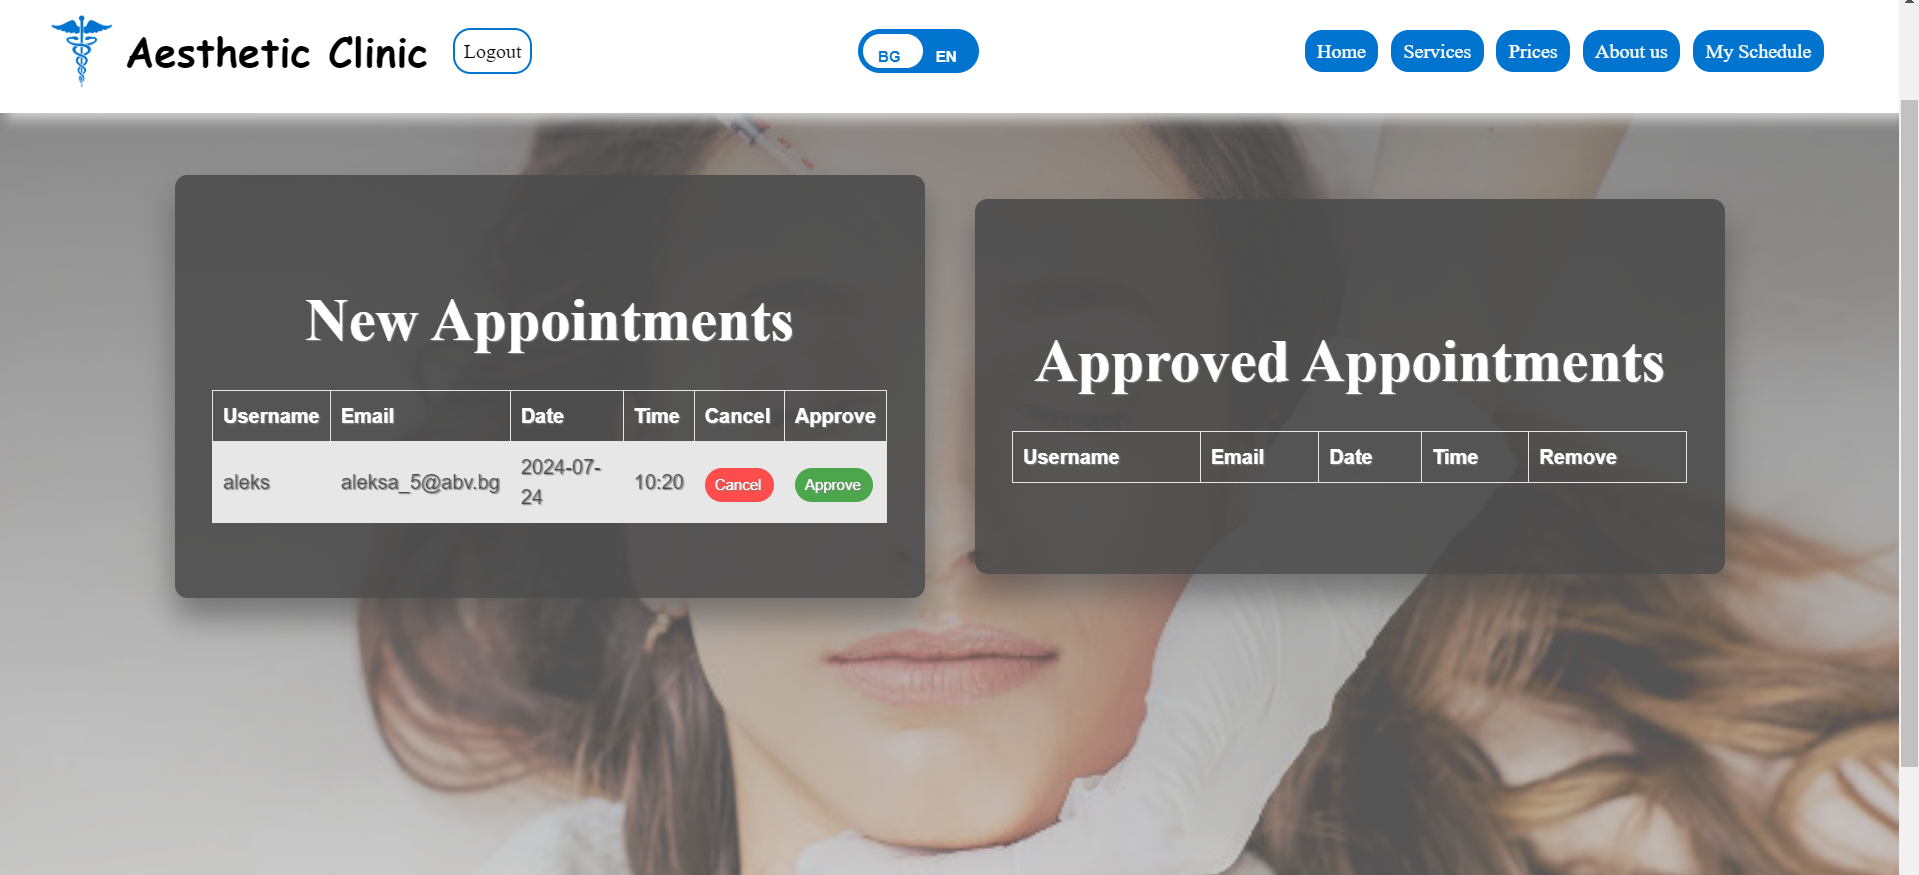 Aesthetic Clinic
Logout
BG EN
Home Services Prices About us My Schedule
New Appointments
Username Email Date Time Cancel Approve
aleks aleksa_5@abv.bg 2024-07-
24 10:20 Cancel Approve
Approved Appointments
Username Email Date Time Remove